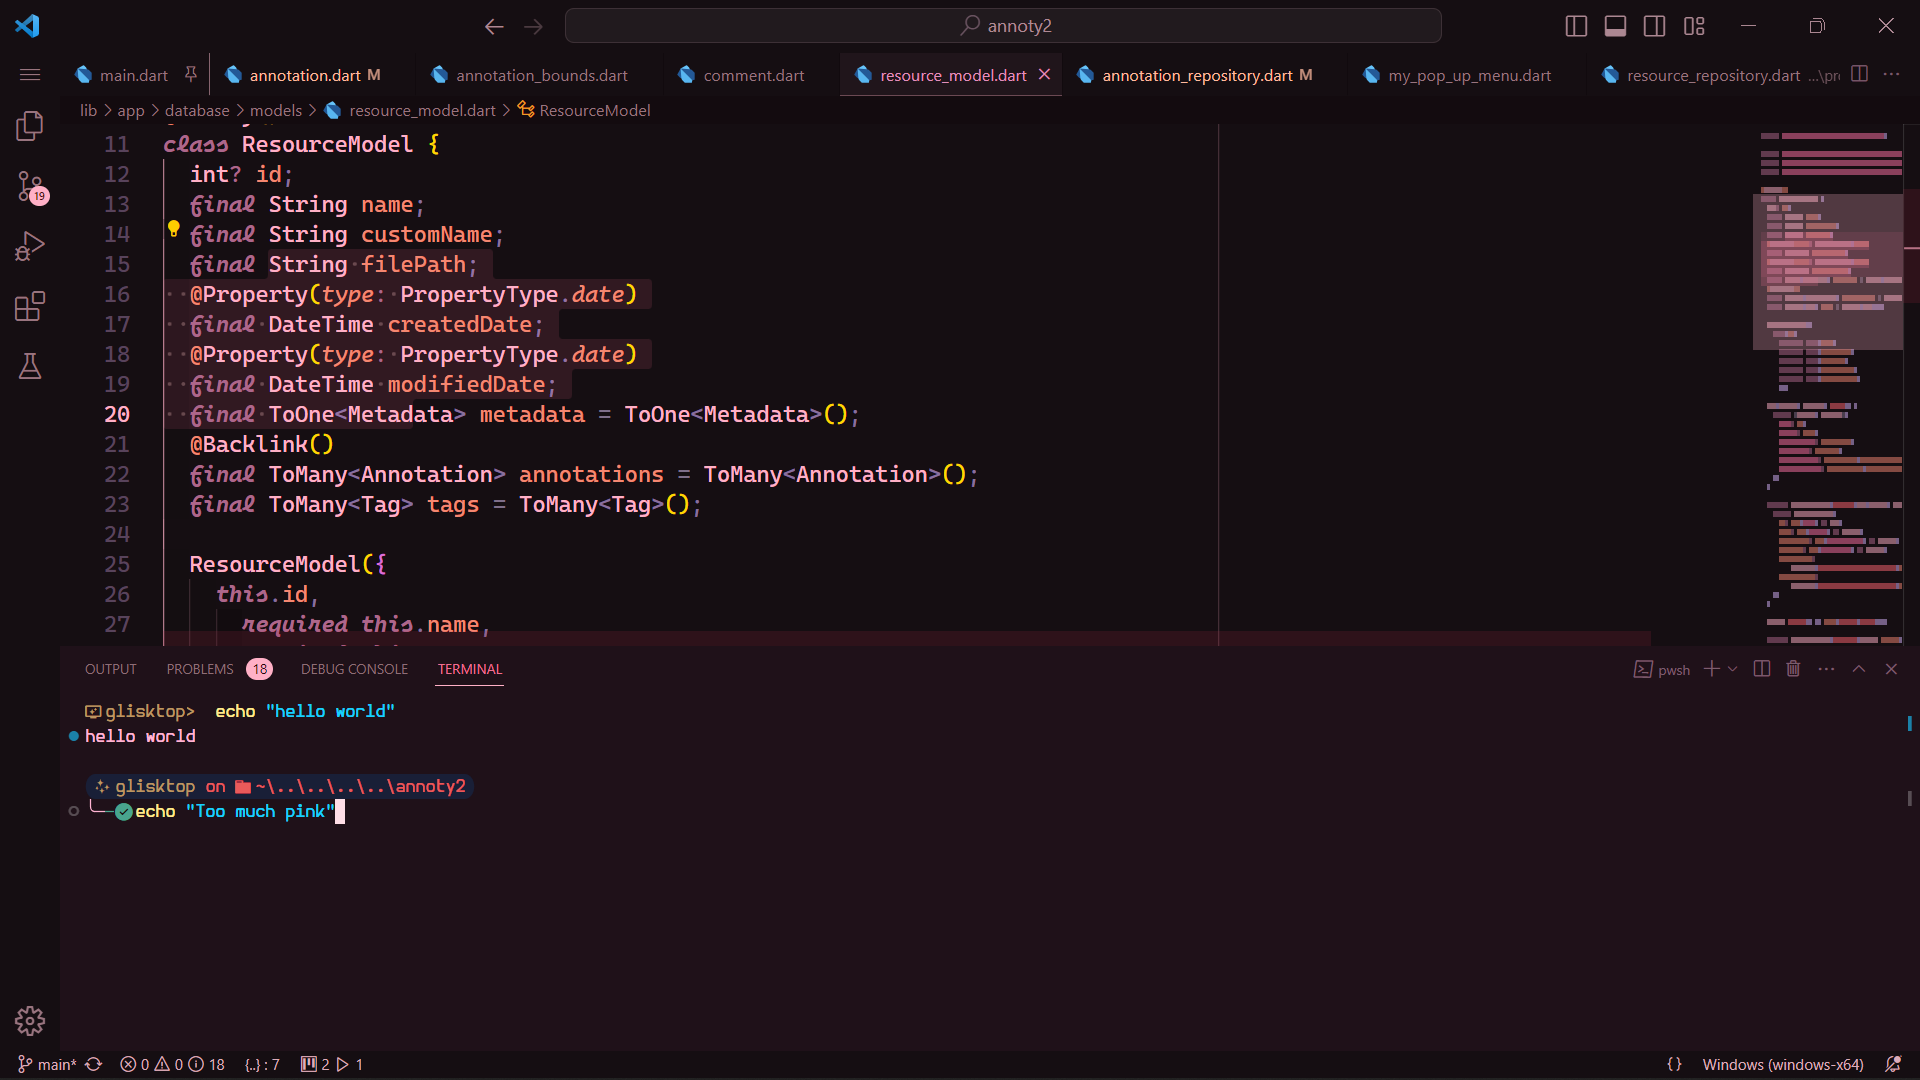 annoty2
main.dart
annotation.dart M
annotation_bounds.dart
comment.dart
resource_model.dart
annotation_repository.dart M
my_pop_up_menu.dart
resource_repository.dart ...\pr
lib > app > database > models > resource_model.dart > ResourceModel
11 class ResourceModel {
12 int? id;
13 final String name;
14 final String customName;
15 final String filePath;
16 @Property(type: PropertyType.date)
17 final DateTime createdDate;
18 @Property(type: PropertyType.date)
19 final DateTime modifiedDate;
20 final ToOne<Metadata> metadata = ToOne<Metadata>();
21 @Backlink()
22 final ToMany<Annotation> annotations = ToMany<Annotation>();
23 final ToMany<Tag> tags = ToMany<Tag>();
24
25 ResourceModel({
26 this.id,
27 required this.name,
19
OUTPUT PROBLEMS 18 DEBUG CONSOLE TERMINAL
pwsh
glisktop> echo "hello world"
hello world
glisktop on ~\..\..\..\..\annoty2
echo "Too much pink"
main* 0 0 18 {..} : 7 2 1
{} Windows (windows-x64)